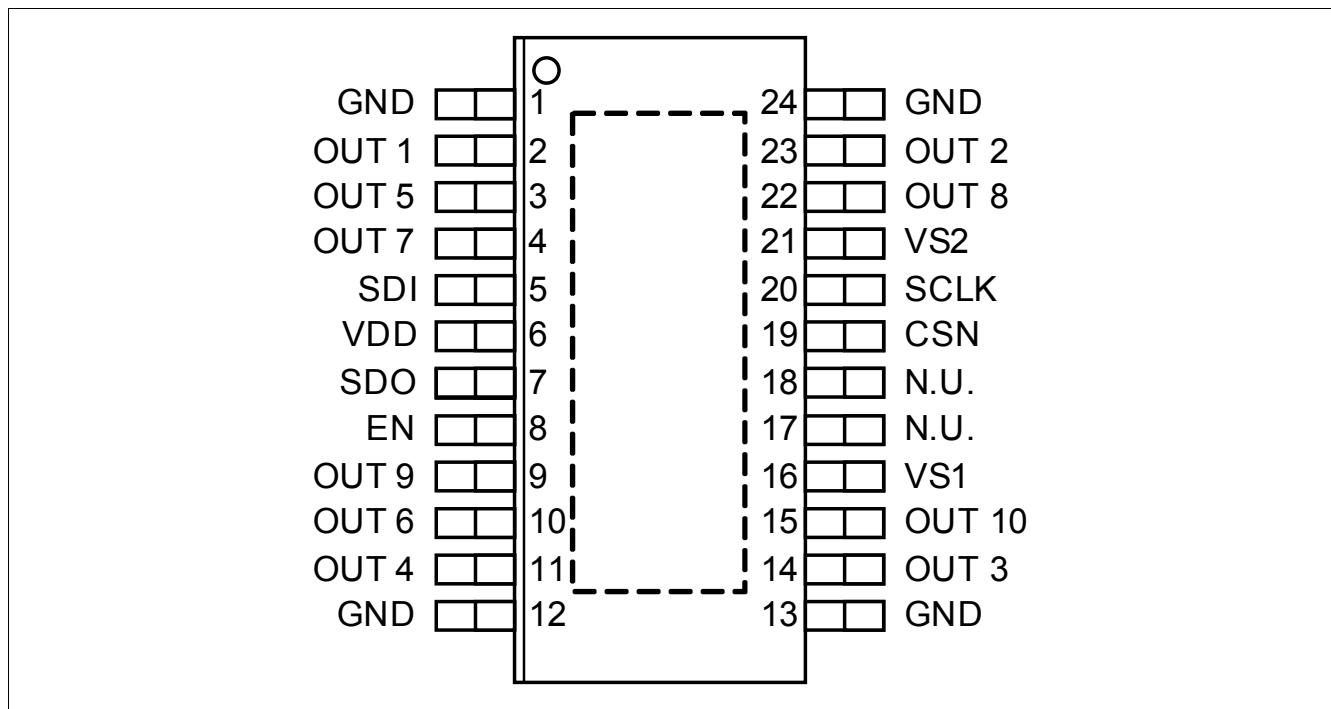 GND 1 24 GND
OUT 1 2 23 OUT 2
OUT 5 3 22 OUT 8
OUT 7 4 21 VS2
SDI 5 20 SCLK
VDD 6 19 CSN
SDO 7 18 N.U.
EN 8 17 N.U.
OUT 9 9 16 VS1
OUT 6 10 15 OUT 10
OUT 4 11 14 OUT 3
GND 12 13 GND